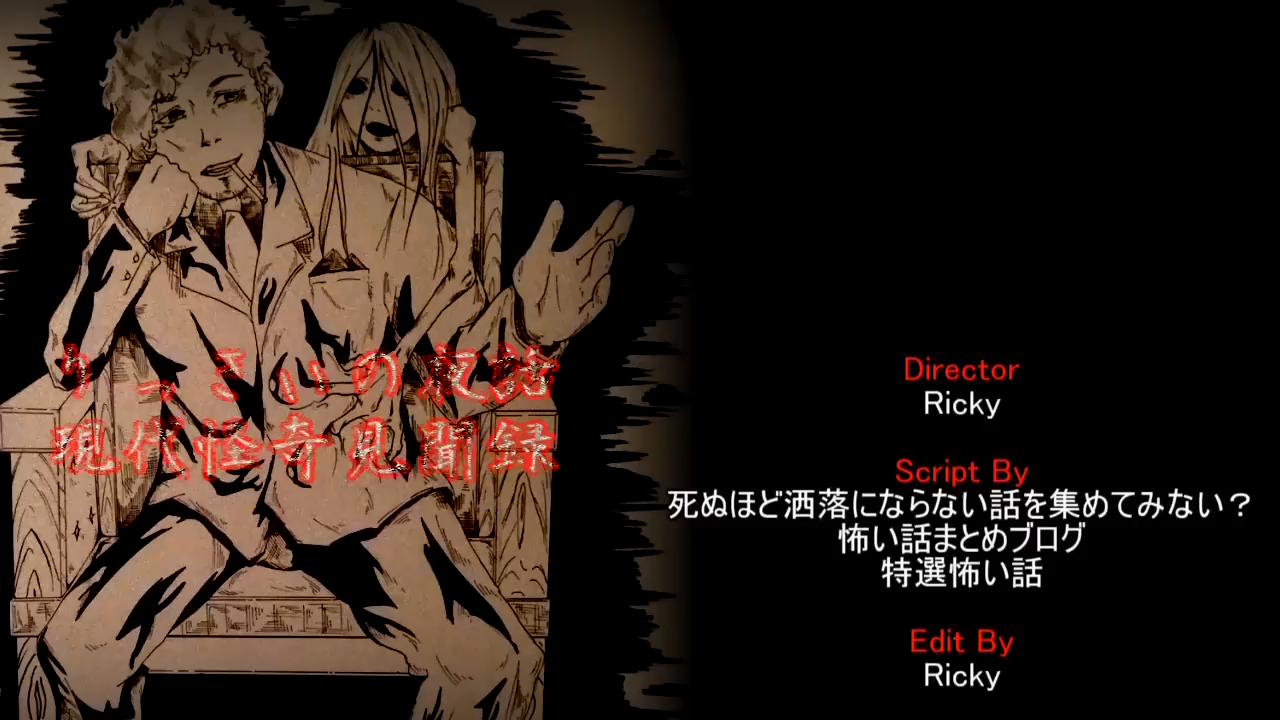 りっきぃの夜話
現代怪奇見聞録
Director
Ricky
Script By
死ぬほど洒落にならない話を集めてみない？
怖い話まとめブログ
特選怖い話
Edit By
Ricky